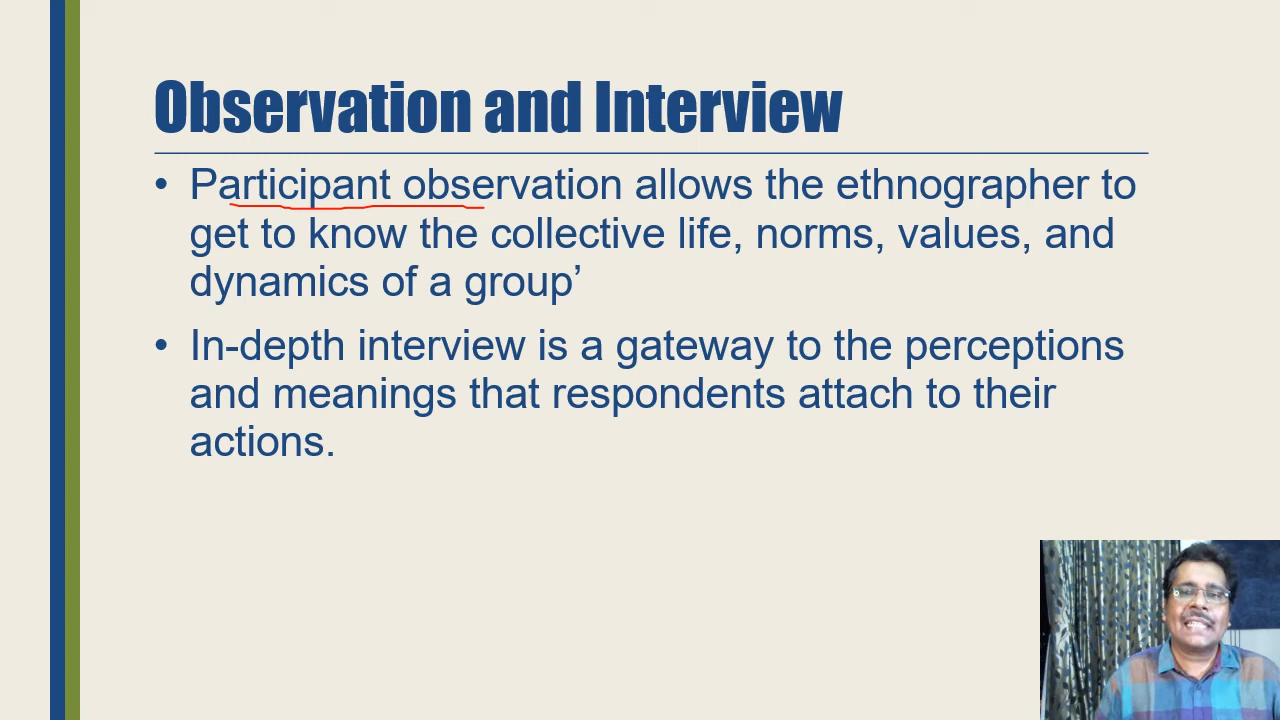 Observation and Interview
• Participant observation allows the ethnographer to
get to know the collective life, norms, values, and
dynamics of a group’
• In-depth interview is a gateway to the perceptions
and meanings that respondents attach to their
actions.